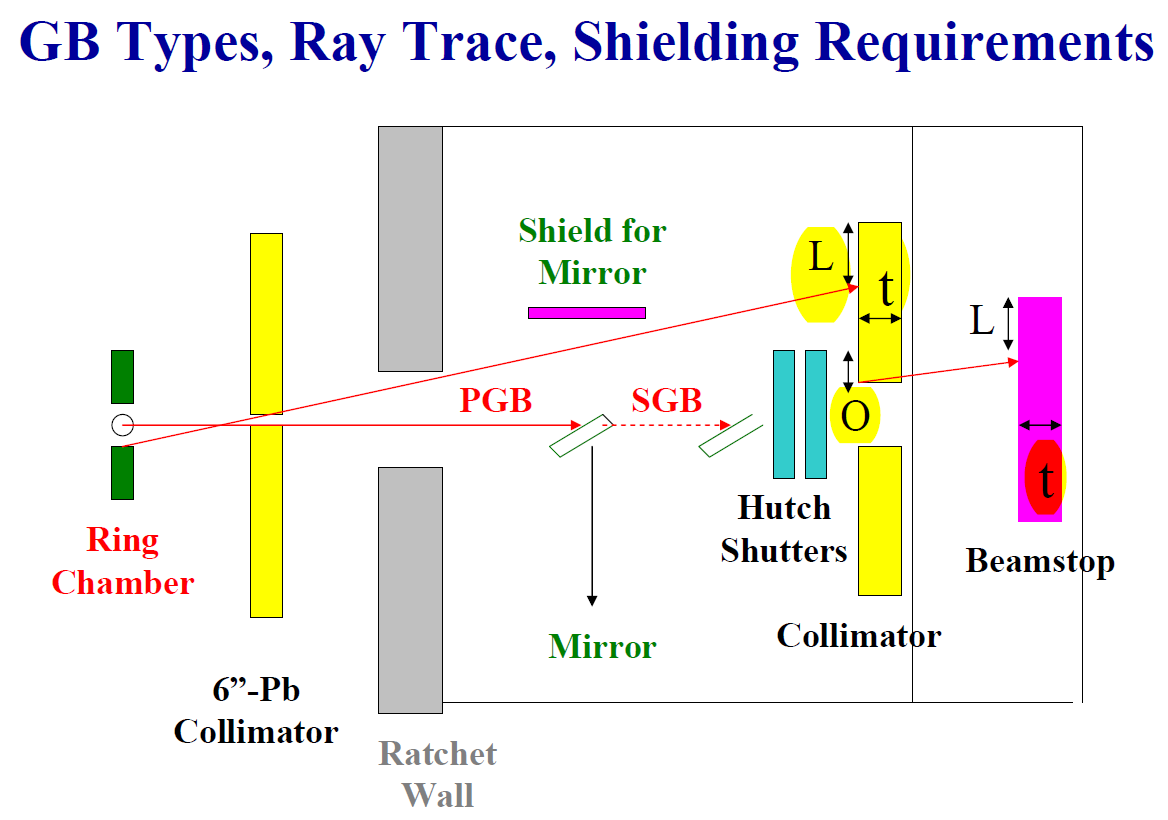 GB Types, Ray Trace, Shielding Requirements
Shield for
Mirror
L
t
L
PGB
SGB
O
t
Hutch
Shutters
Ring
Chamber
Beamstop
Collimator
Mirror
6”-Pb
Collimator
Ratchet
Wall